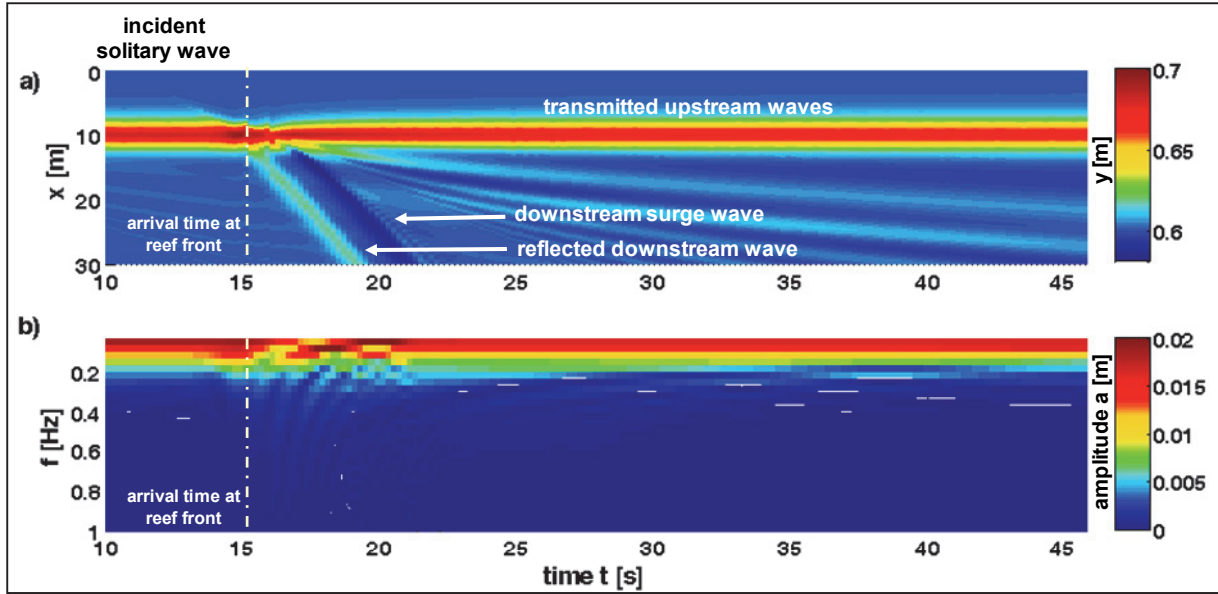 incident
solitary wave
a)
0
10
20
30
x [m]
transmitted upstream waves
downstream surge wave
reflected downstream wave
arrival time at
reef front
10 15 20 25 30 35 40 45
0.7
0.65
0.6
y [m]
b)
0.2
0.4
0.6
0.8
1
f [Hz]
arrival time at
reef front
10 15 20 25 30 35 40 45
time t [s]
0.02
0.015
0.01
0.005
0
amplitude a [m]